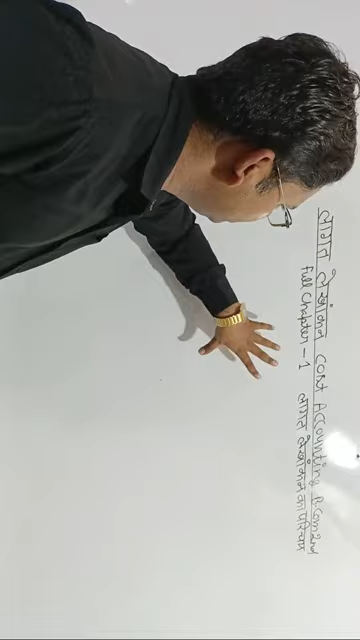 लागत लेखांकन COST ACCOUNTING B.Com 2nd
Full Chapter - 1 लागत लेखांकन का परिचय